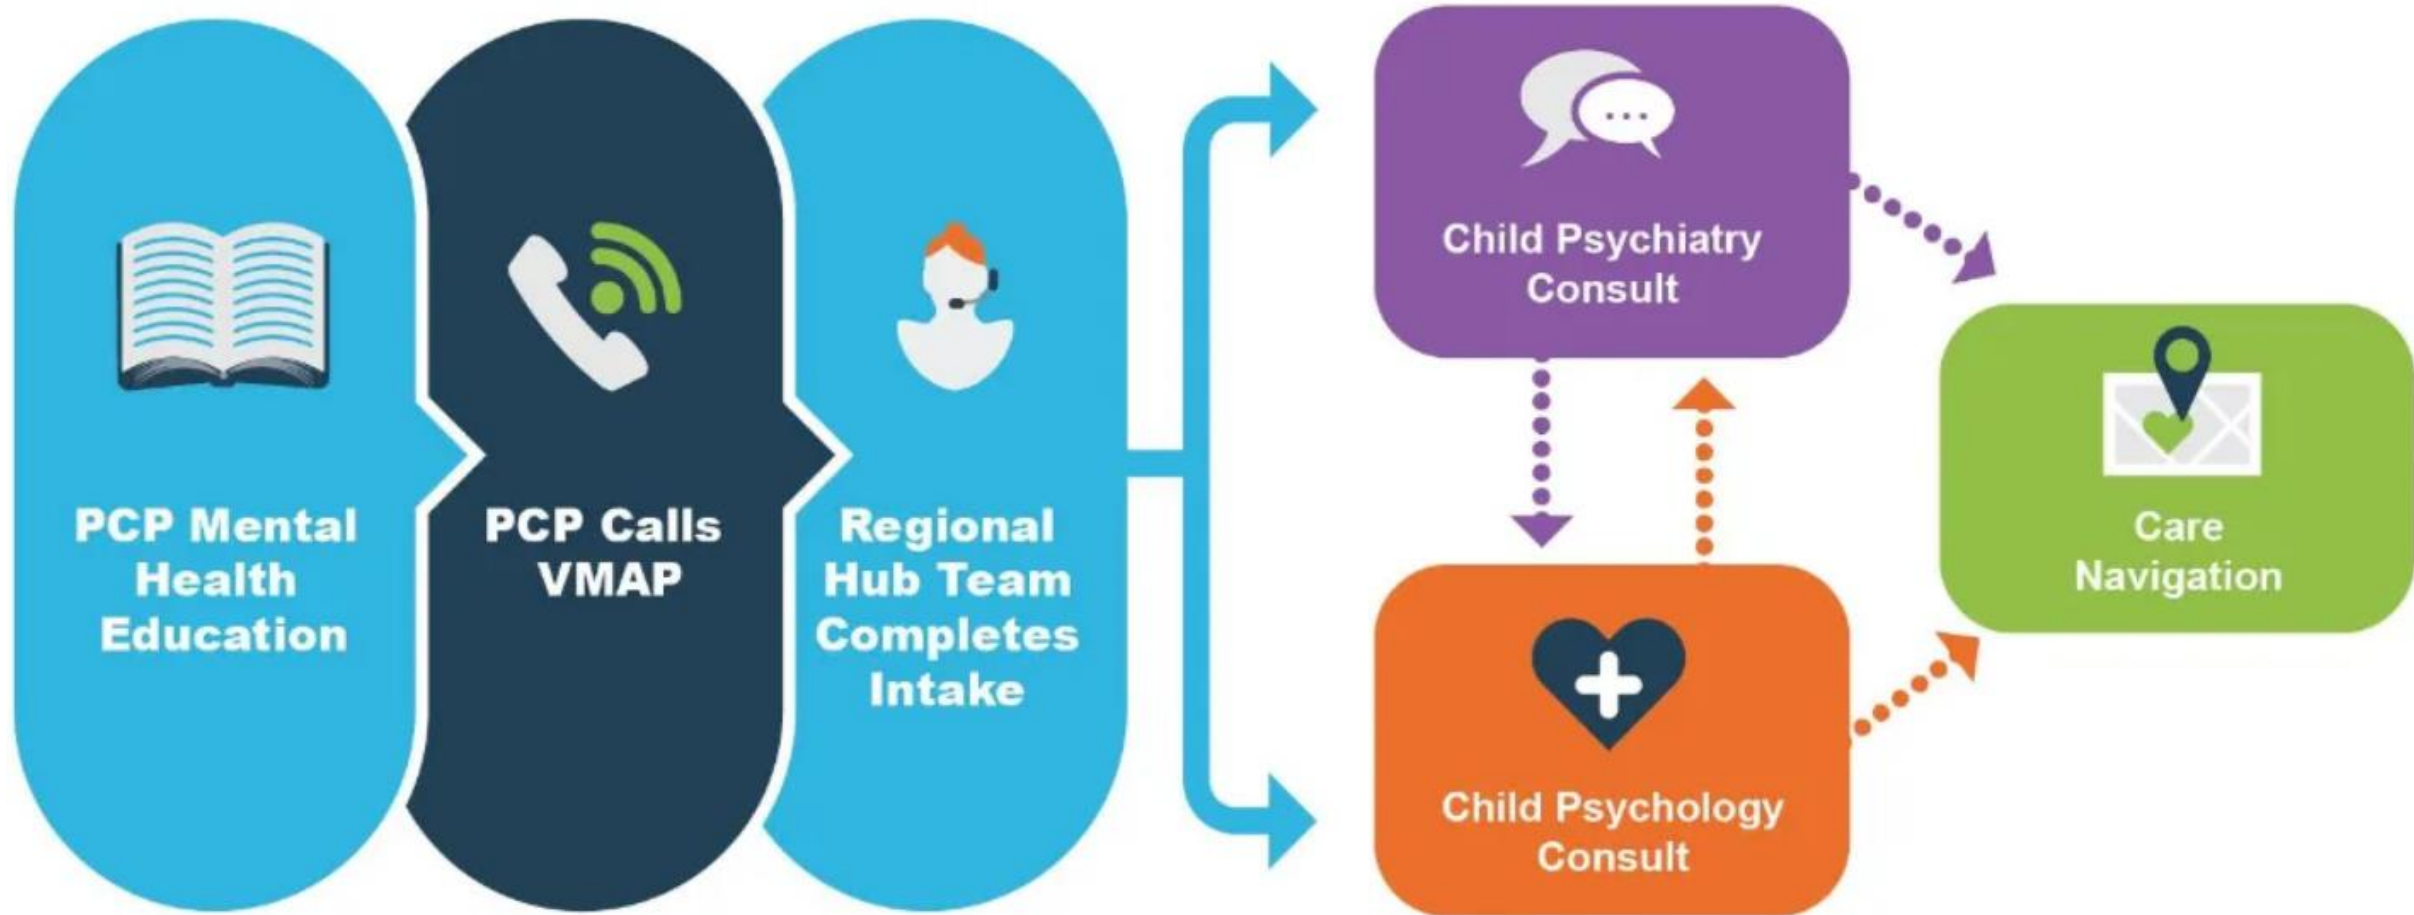 PCP Mental
Health
Education
PCP Calls
VMAP
Regional
Hub Team
Completes
Intake
Child Psychiatry
Consult
Care
Navigation
Child Psychology
Consult